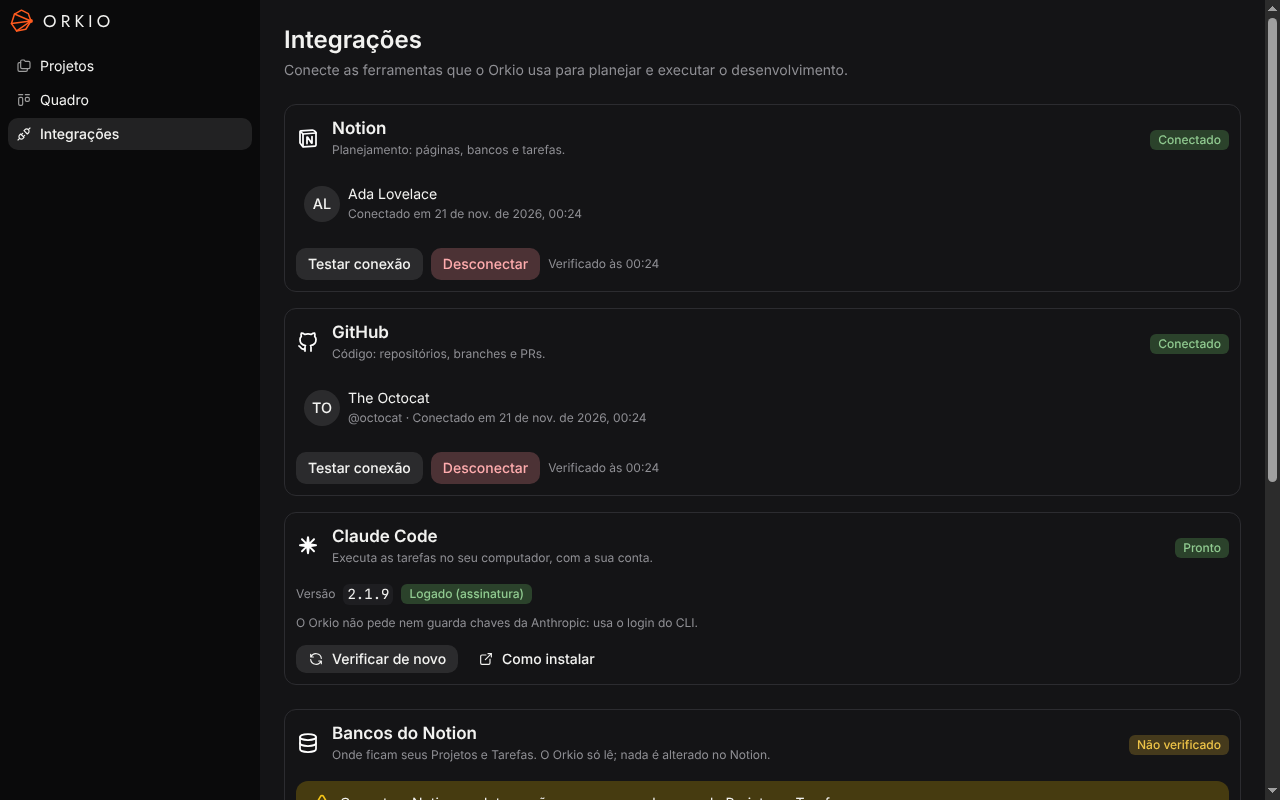 ORKIO
Projetos
Quadro
Integrações
Integrações
Conecte as ferramentas que o Orkio usa para planejar e executar o desenvolvimento.
Notion
Planejamento: páginas, bancos e tarefas.
Conectado
AL
Ada Lovelace
Conectado em 21 de nov. de 2026, 00:24
Testar conexão
Desconectar
Verificado às 00:24
GitHub
Código: repositórios, branches e PRs.
Conectado
TO
The Octocat
@octocat · Conectado em 21 de nov. de 2026, 00:24
Testar conexão
Desconectar
Verificado às 00:24
Claude Code
Executa as tarefas no seu computador, com a sua conta.
Pronto
Versão 2.1.9 Logado (assinatura)
O Orkio não pede nem guarda chaves da Anthropic: usa o login do CLI.
Verificar de novo
Como instalar
Bancos do Notion
Onde ficam seus Projetos e Tarefas. O Orkio só lê; nada é alterado no Notion.
Não verificado